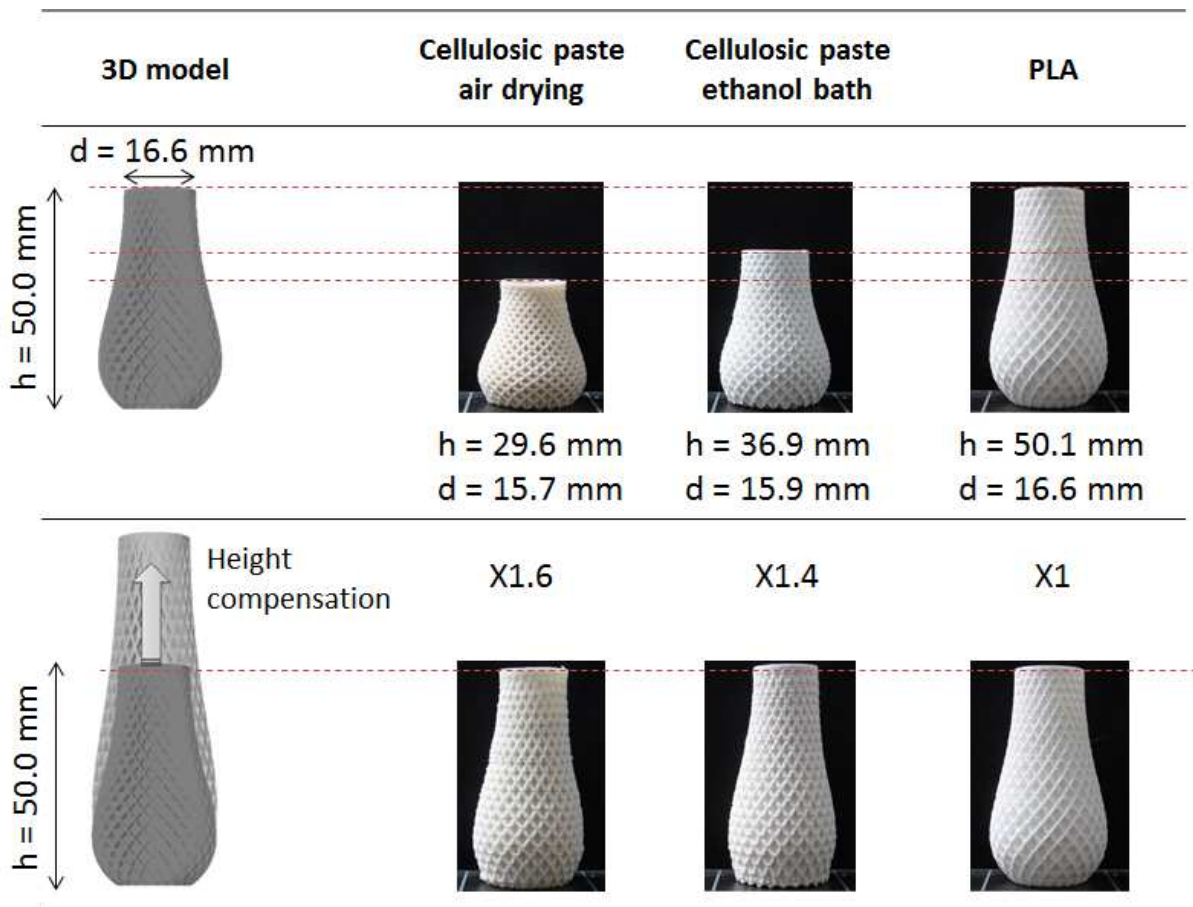 3D model
Cellulosic paste
air drying
Cellulosic paste
ethanol bath
PLA
d = 16.6 mm
h = 50.0 mm
h = 29.6 mm
d = 15.7 mm
h = 36.9 mm
d = 15.9 mm
h = 50.1 mm
d = 16.6 mm
Height
compensation
X1.6
X1.4
X1
h = 50.0 mm